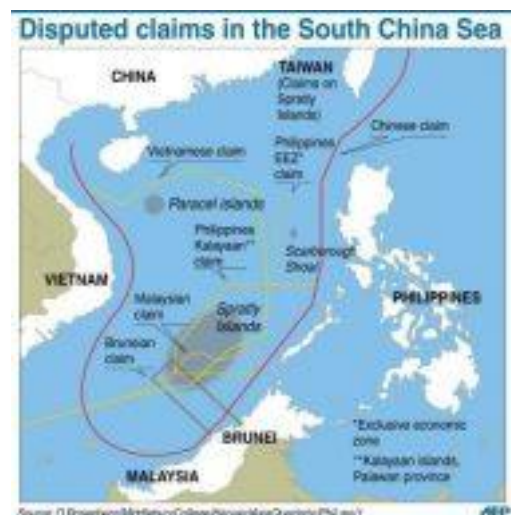 Disputed claims in the South China Sea
CHINA
TAIWAN
(Claims on
Spratly
Islands)
Chinese claim
Vietnamese claim
Philippines
EEZ*
claim
Paracel islands
Philippines
Kalayaan**
claim
Scarborough
Shoal
VIETNAM
Malaysian
claim
Spratly
Islands
PHILIPPINES
Bruneian
claim
*Exclusive economic
zone
BRUNEI
**Kalayaan islands,
Palawan province
MALAYSIA
Source:
AFP